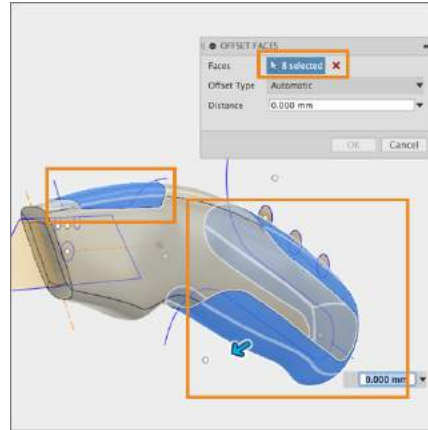 OFFSET FACES
Faces
8 selected
Offset Type
Automatic
Distance
0.000 mm
OK
Cancel
0.000 mm